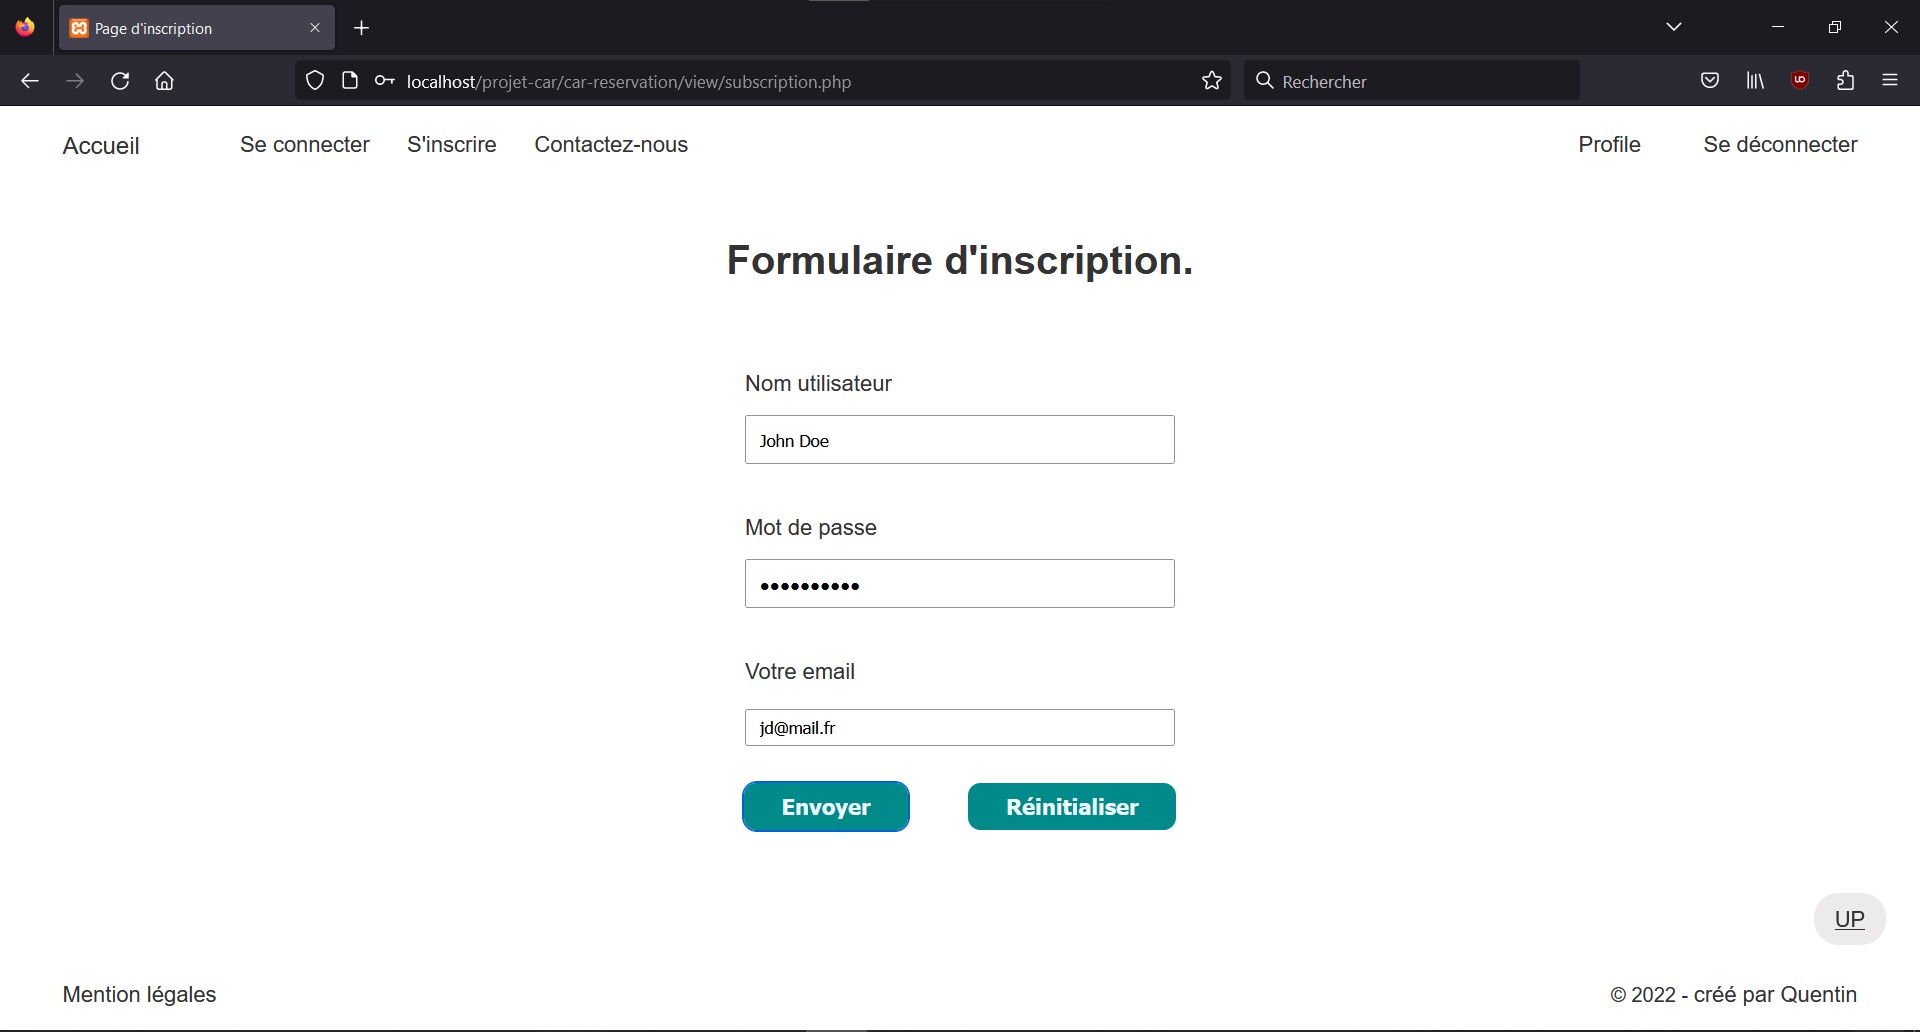 Page d'inscription
localhost/projet-car/car-reservation/view/subscription.php
Rechercher
Accueil Se connecter S'inscrire Contactez-nous Profile Se déconnecter
Formulaire d'inscription.
Nom utilisateur
John Doe
Mot de passe
••••••••••
Votre email
jd@mail.fr
Envoyer Réinitialiser
UP
Mention légales © 2022 - créé par Quentin